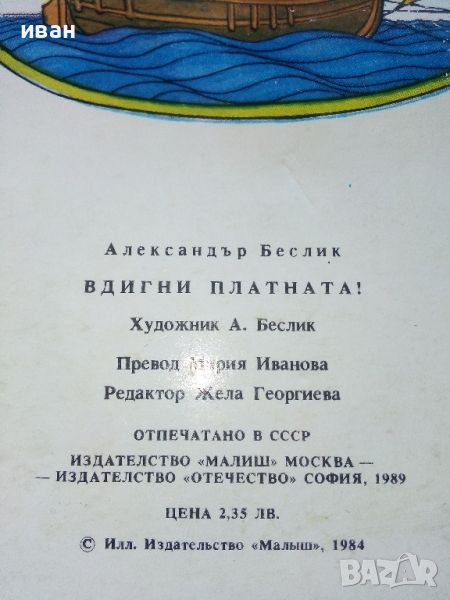 иван
Александър Беслик
ВДИГНИ ПЛАТНАТА!
Художник А. Беслик
Превод Мария Иванова
Редактор Жела Георгиева
ОТПЕЧАТАНО В СССР
ИЗДАТЕЛСТВО «МАЛИШ» МОСКВА —
— ИЗДАТЕЛСТВО «ОТЕЧЕСТВО» СОФИЯ, 1989
ЦЕНА 2,35 ЛВ.
© Илл. Издательство «Малыш», 1984
BAZAR